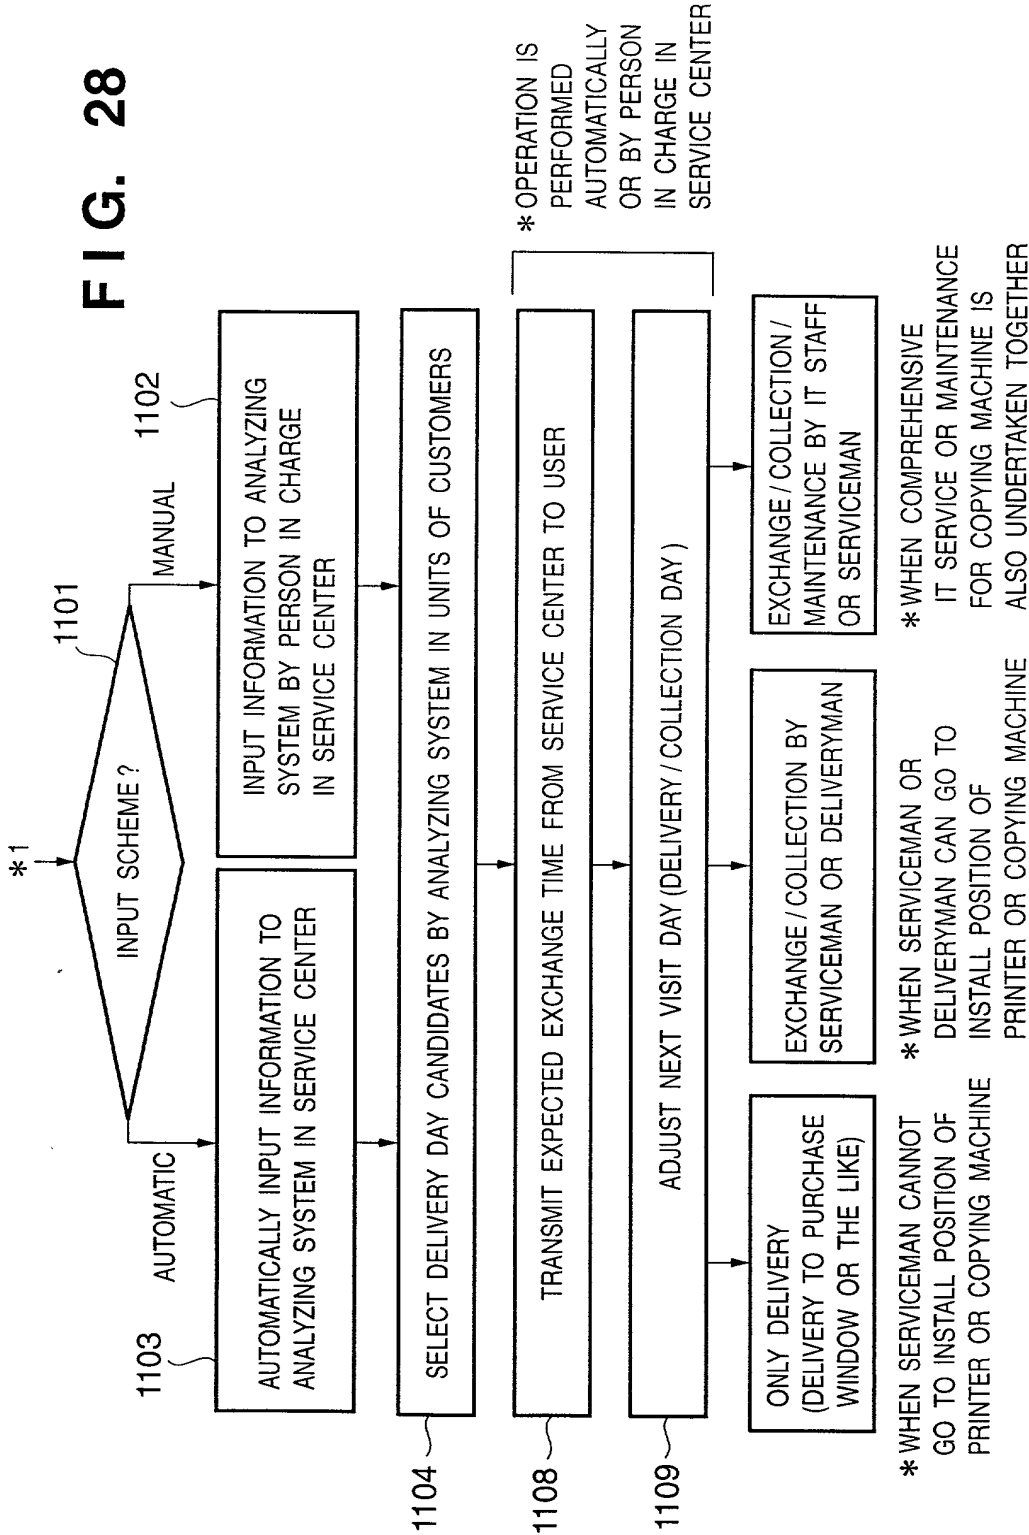 FIG. 28
*1
1101
INPUT SCHEME?
AUTOMATIC
MANUAL
1103
AUTOMATICALLY INPUT INFORMATION TO
ANALYZING SYSTEM IN SERVICE CENTER
1102
INPUT INFORMATION TO ANALYZING
SYSTEM BY PERSON IN CHARGE
IN SERVICE CENTER
1104
SELECT DELIVERY DAY CANDIDATES BY ANALYZING SYSTEM IN UNITS OF CUSTOMERS
1108
TRANSMIT EXPECTED EXCHANGE TIME FROM SERVICE CENTER TO USER
1109
ADJUST NEXT VISIT DAY (DELIVERY/COLLECTION DAY)
*OPERATION IS
PERFORMED
AUTOMATICALLY
OR BY PERSON
IN CHARGE IN
SERVICE CENTER
ONLY DELIVERY
(DELIVERY TO PURCHASE
WINDOW OR THE LIKE)
*WHEN SERVICEMAN CANNOT
GO TO INSTALL POSITION OF
PRINTER OR COPYING MACHINE
EXCHANGE/COLLECTION BY
SERVICEMAN OR DELIVERYMAN
*WHEN SERVICEMAN OR
DELIVERYMAN CAN GO TO
INSTALL POSITION OF
PRINTER OR COPYING MACHINE
EXCHANGE/COLLECTION/
MAINTENANCE BY IT STAFF
OR SERVICEMAN
*WHEN COMPREHENSIVE
IT SERVICE OR MAINTENANCE
FOR COPYING MACHINE IS
ALSO UNDERTAKEN TOGETHER